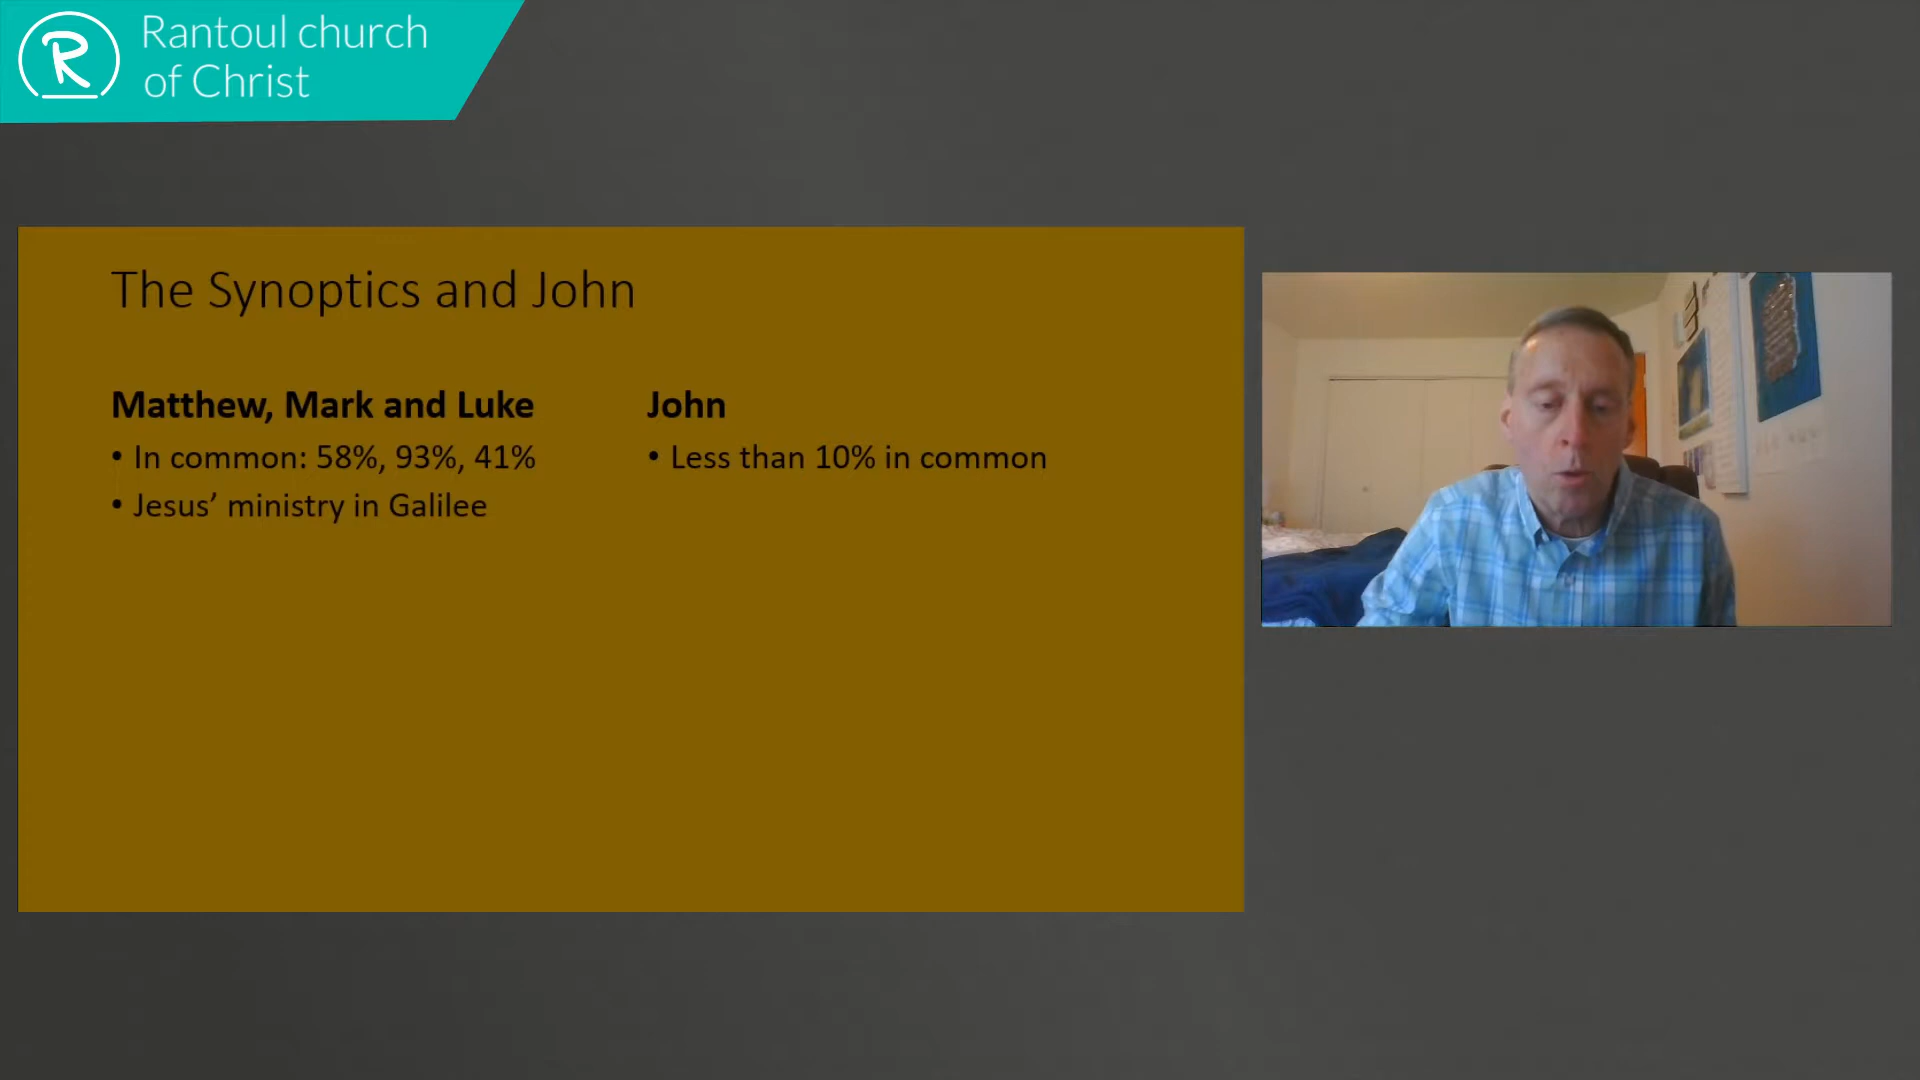 Rantoul church
of Christ
The Synoptics and John
Matthew, Mark and Luke
• In common: 58%, 93%, 41%
• Jesus’ ministry in Galilee
John
• Less than 10% in common